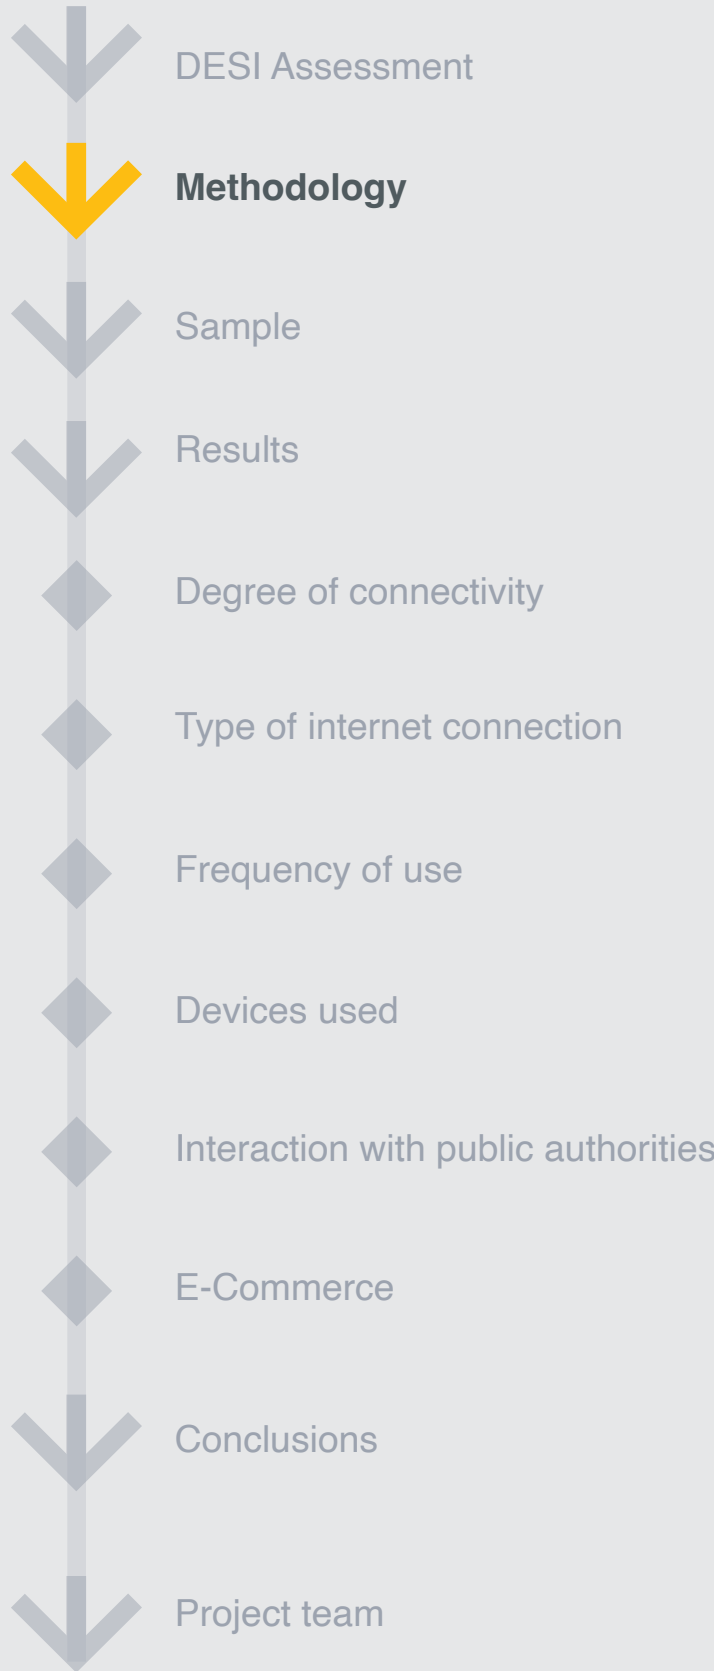 DESI Assessment
Methodology
Sample
Results
Degree of connectivity
Type of internet connection
Frequency of use
Devices used
Interaction with public authorities
E-Commerce
Conclusions
Project team